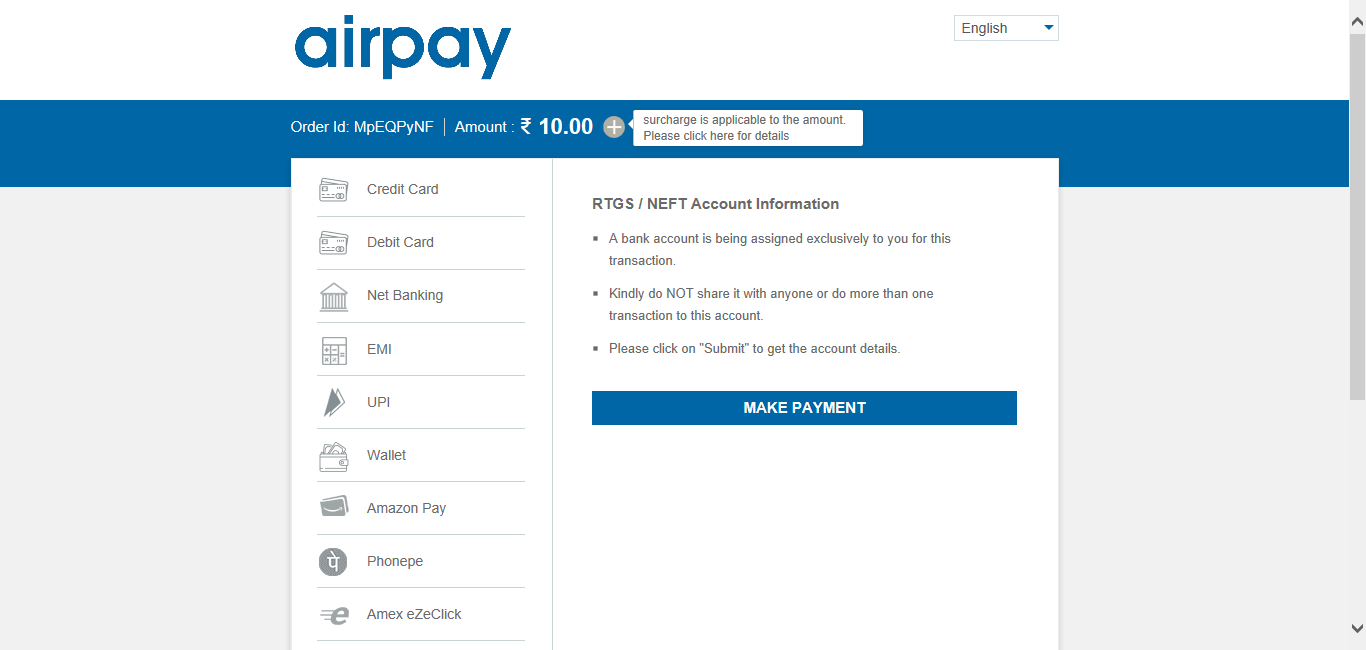 airpay
English
Order Id: MpEQPyNF
Amount : ₹ 10.00
surcharge is applicable to the amount.
Please click here for details
Credit Card
Debit Card
Net Banking
EMI
UPI
Wallet
Amazon Pay
पे
Phonepe
e
Amex eZeClick
RTGS / NEFT Account Information
A bank account is being assigned exclusively to you for this
transaction.
Kindly do NOT share it with anyone or do more than one
transaction to this account.
Please click on "Submit" to get the account details.
MAKE PAYMENT